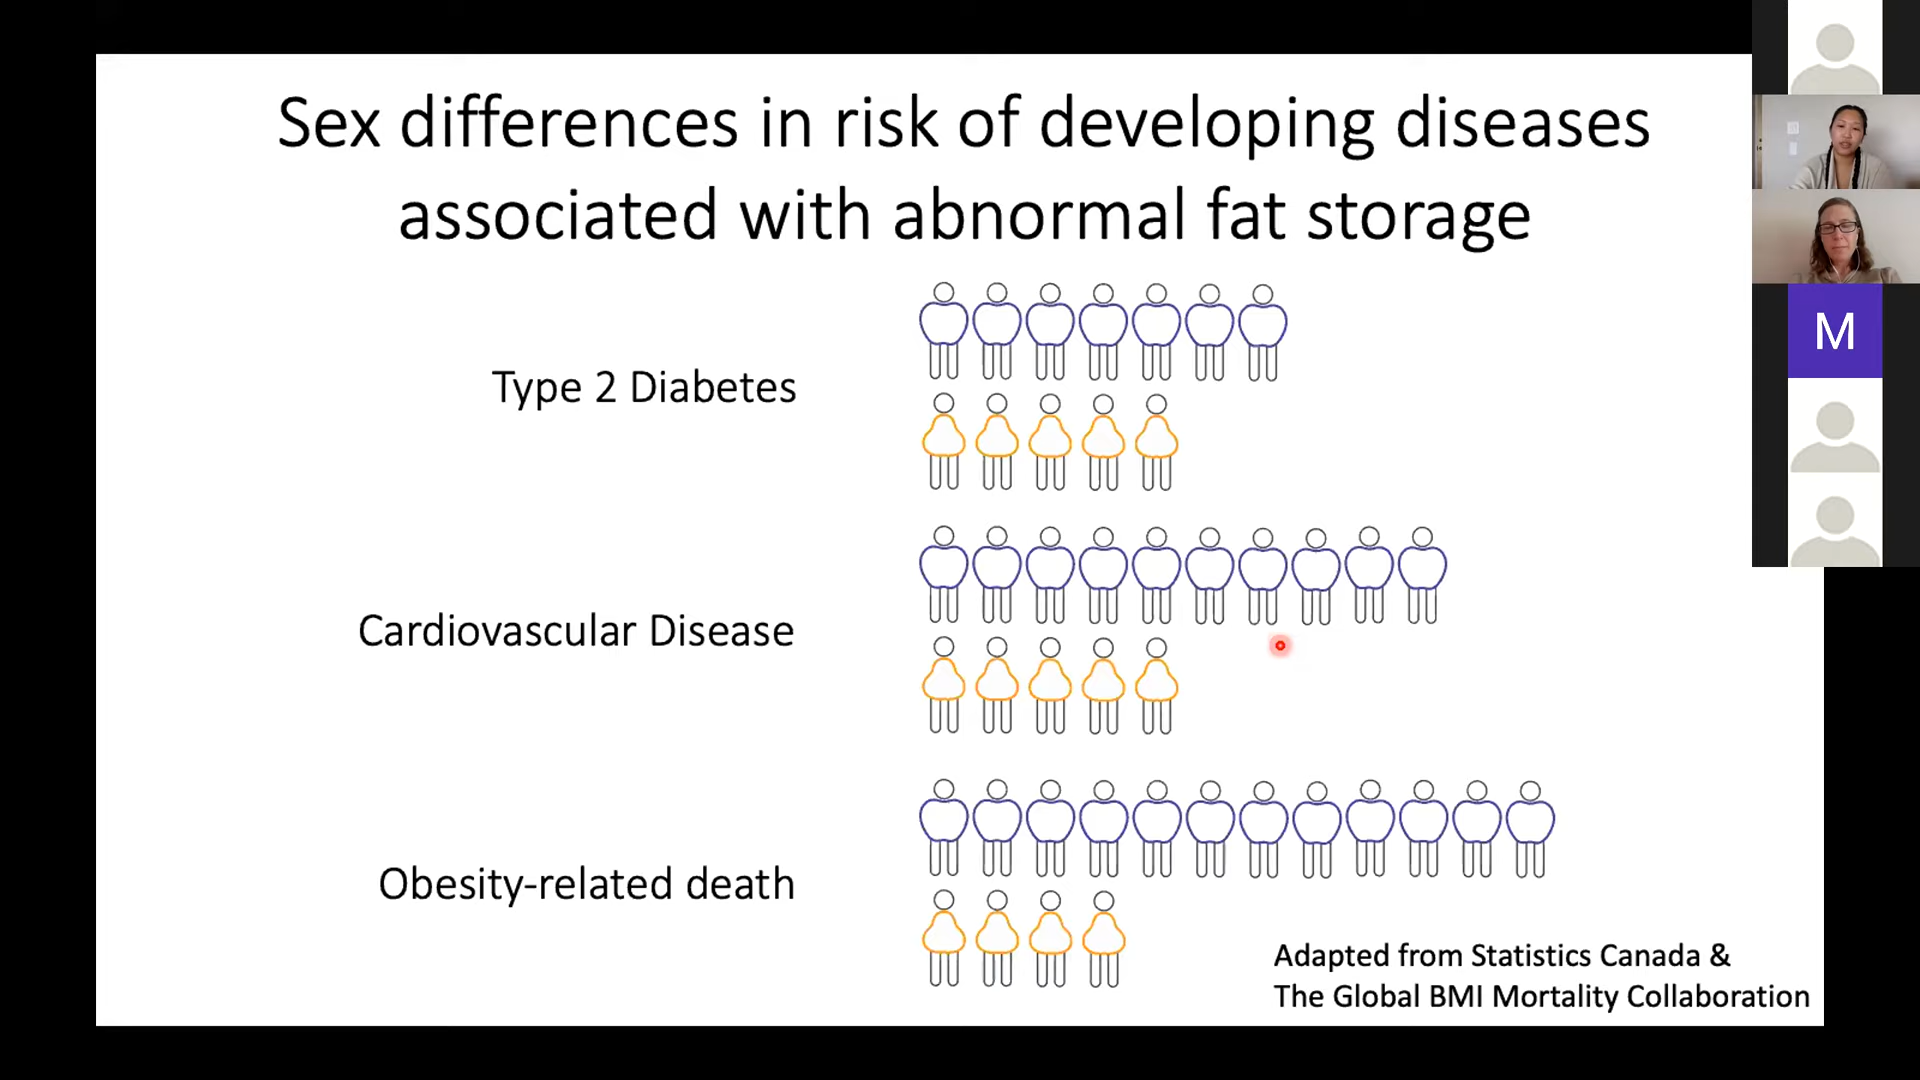 Sex differences in risk of developing diseases
associated with abnormal fat storage
Type 2 Diabetes
Cardiovascular Disease
Obesity-related death
Adapted from Statistics Canada &
The Global BMI Mortality Collaboration
M